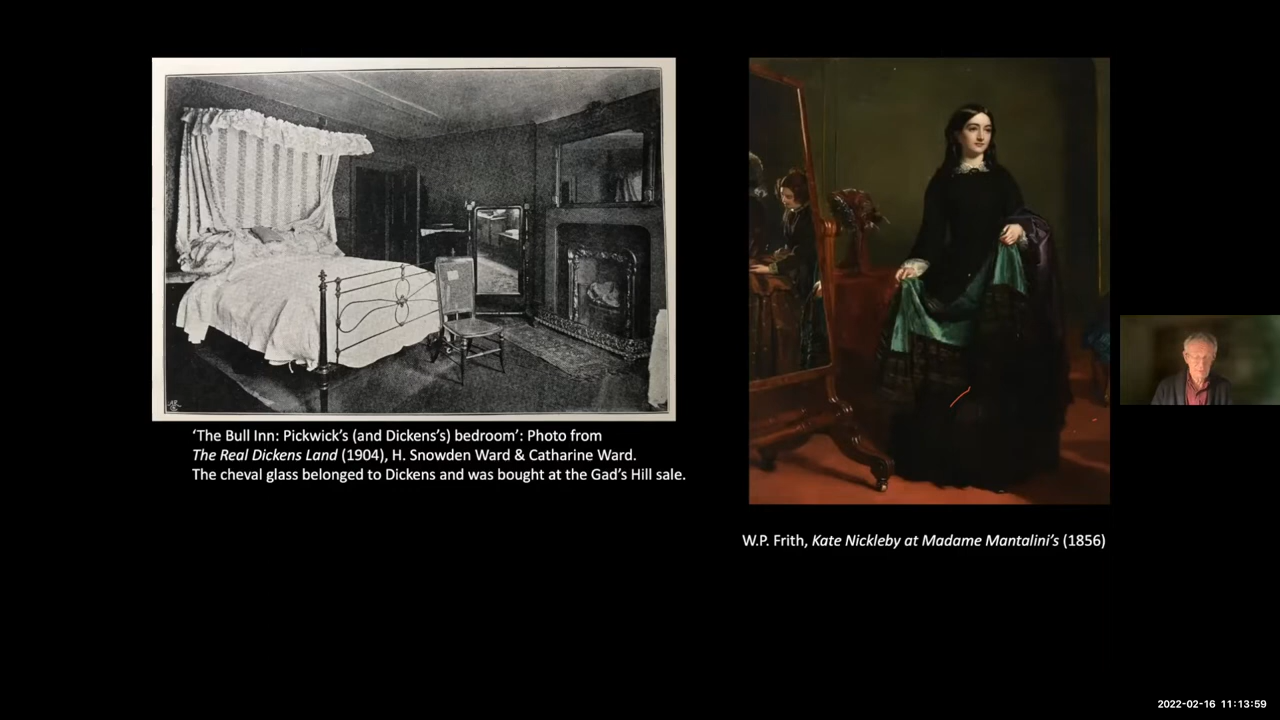 ‘The Bull Inn: Pickwick’s (and Dickens’s) bedroom’: Photo from
The Real Dickens Land (1904), H. Snowden Ward & Catharine Ward.
The cheval glass belonged to Dickens and was bought at the Gad’s Hill sale.
W.P. Frith, Kate Nickleby at Madame Mantalini’s (1856)
2022-02-16 11:13:59